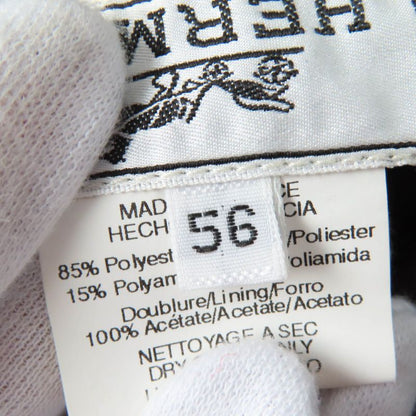 HERM
MAD CE
HECH CIA
56
85% Polyest /Poliester
15% Polyam oliamida
Doublure/Lining/Forro
100% Acétate/Acetate/Acetato
NETTOYAGE A SEC
DRY NLY